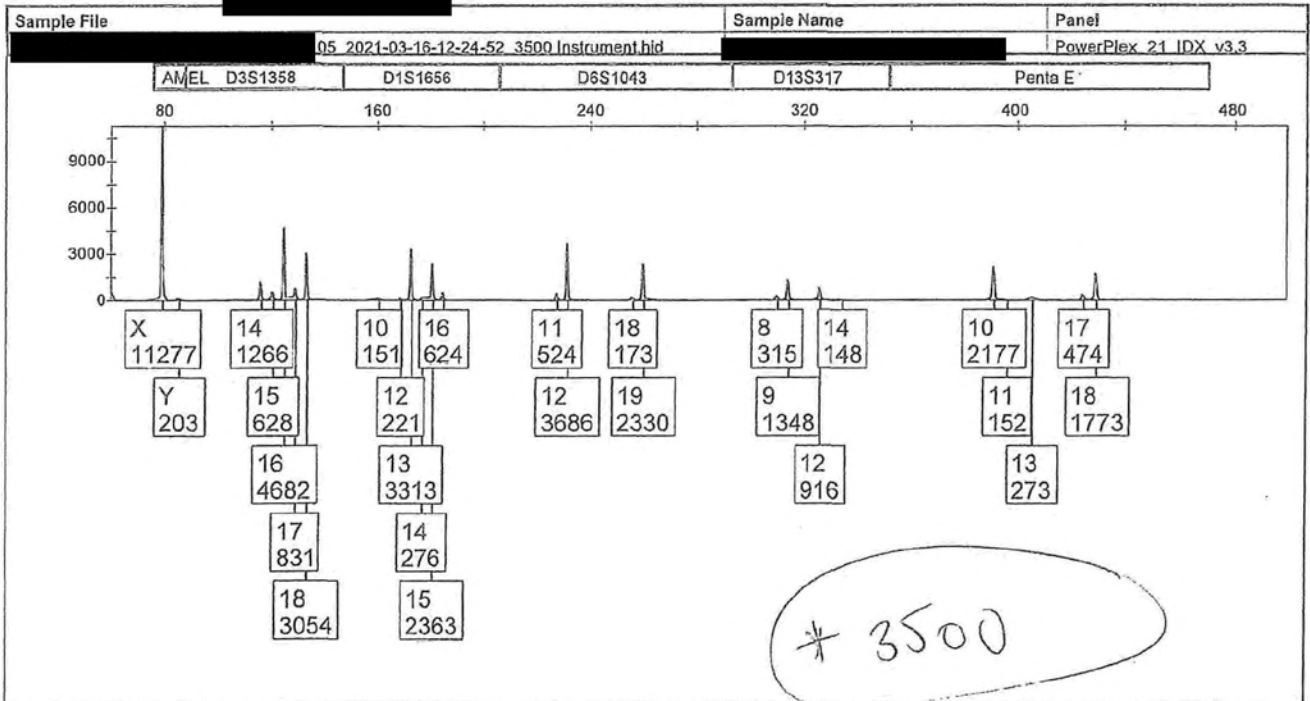 Sample File Sample Name Panel
05 2021-03-16-12-24-52 3500 Instrument.hid PowerPlex_21_IDX_v3.3
AMEL D3S1358 D1S1656 D6S1043 D13S317 Penta E
80 160 240 320 400 480
9000
6000
3000
0
X 14 10 16 11 18 8 14 10 17
11277 1266 151 624 524 173 315 148 2177 474
Y 15 12 12 19 9 11 18
203 628 221 3686 2330 1348 152 1773
16 13 12 13
4682 3313 916 273
17 14
831 276
18 15
3054 2363
* 3500